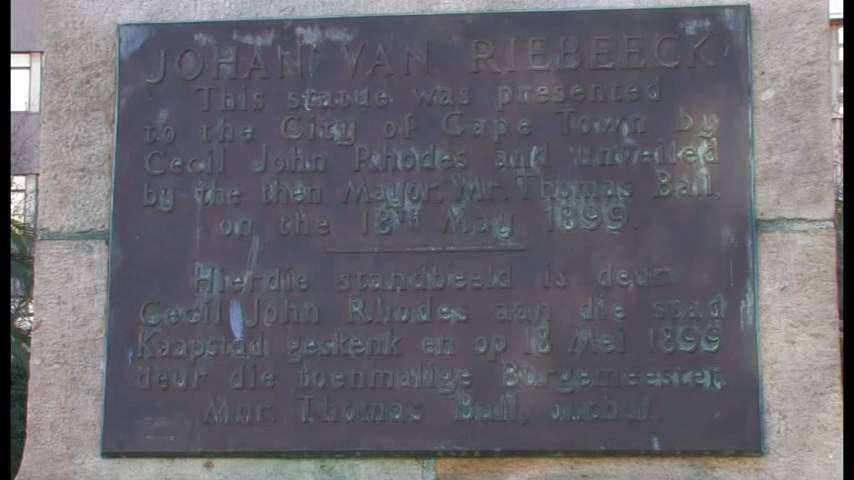 JOHAN VAN RIEBEECK
This statue was presented
to the City of Cape Town by
Cecil John Rhodes and unveiled
by the then Mayor, Mr. Thomas Ball,
on the 18TH May 1899.
Hierdie standbeeld is deur
Cecil John Rhodes aan die stad
Kaapstad geskenk en op 18 Mei 1899
deur die toenmalige Burgemeester,
Mnr. Thomas Ball, onthul.